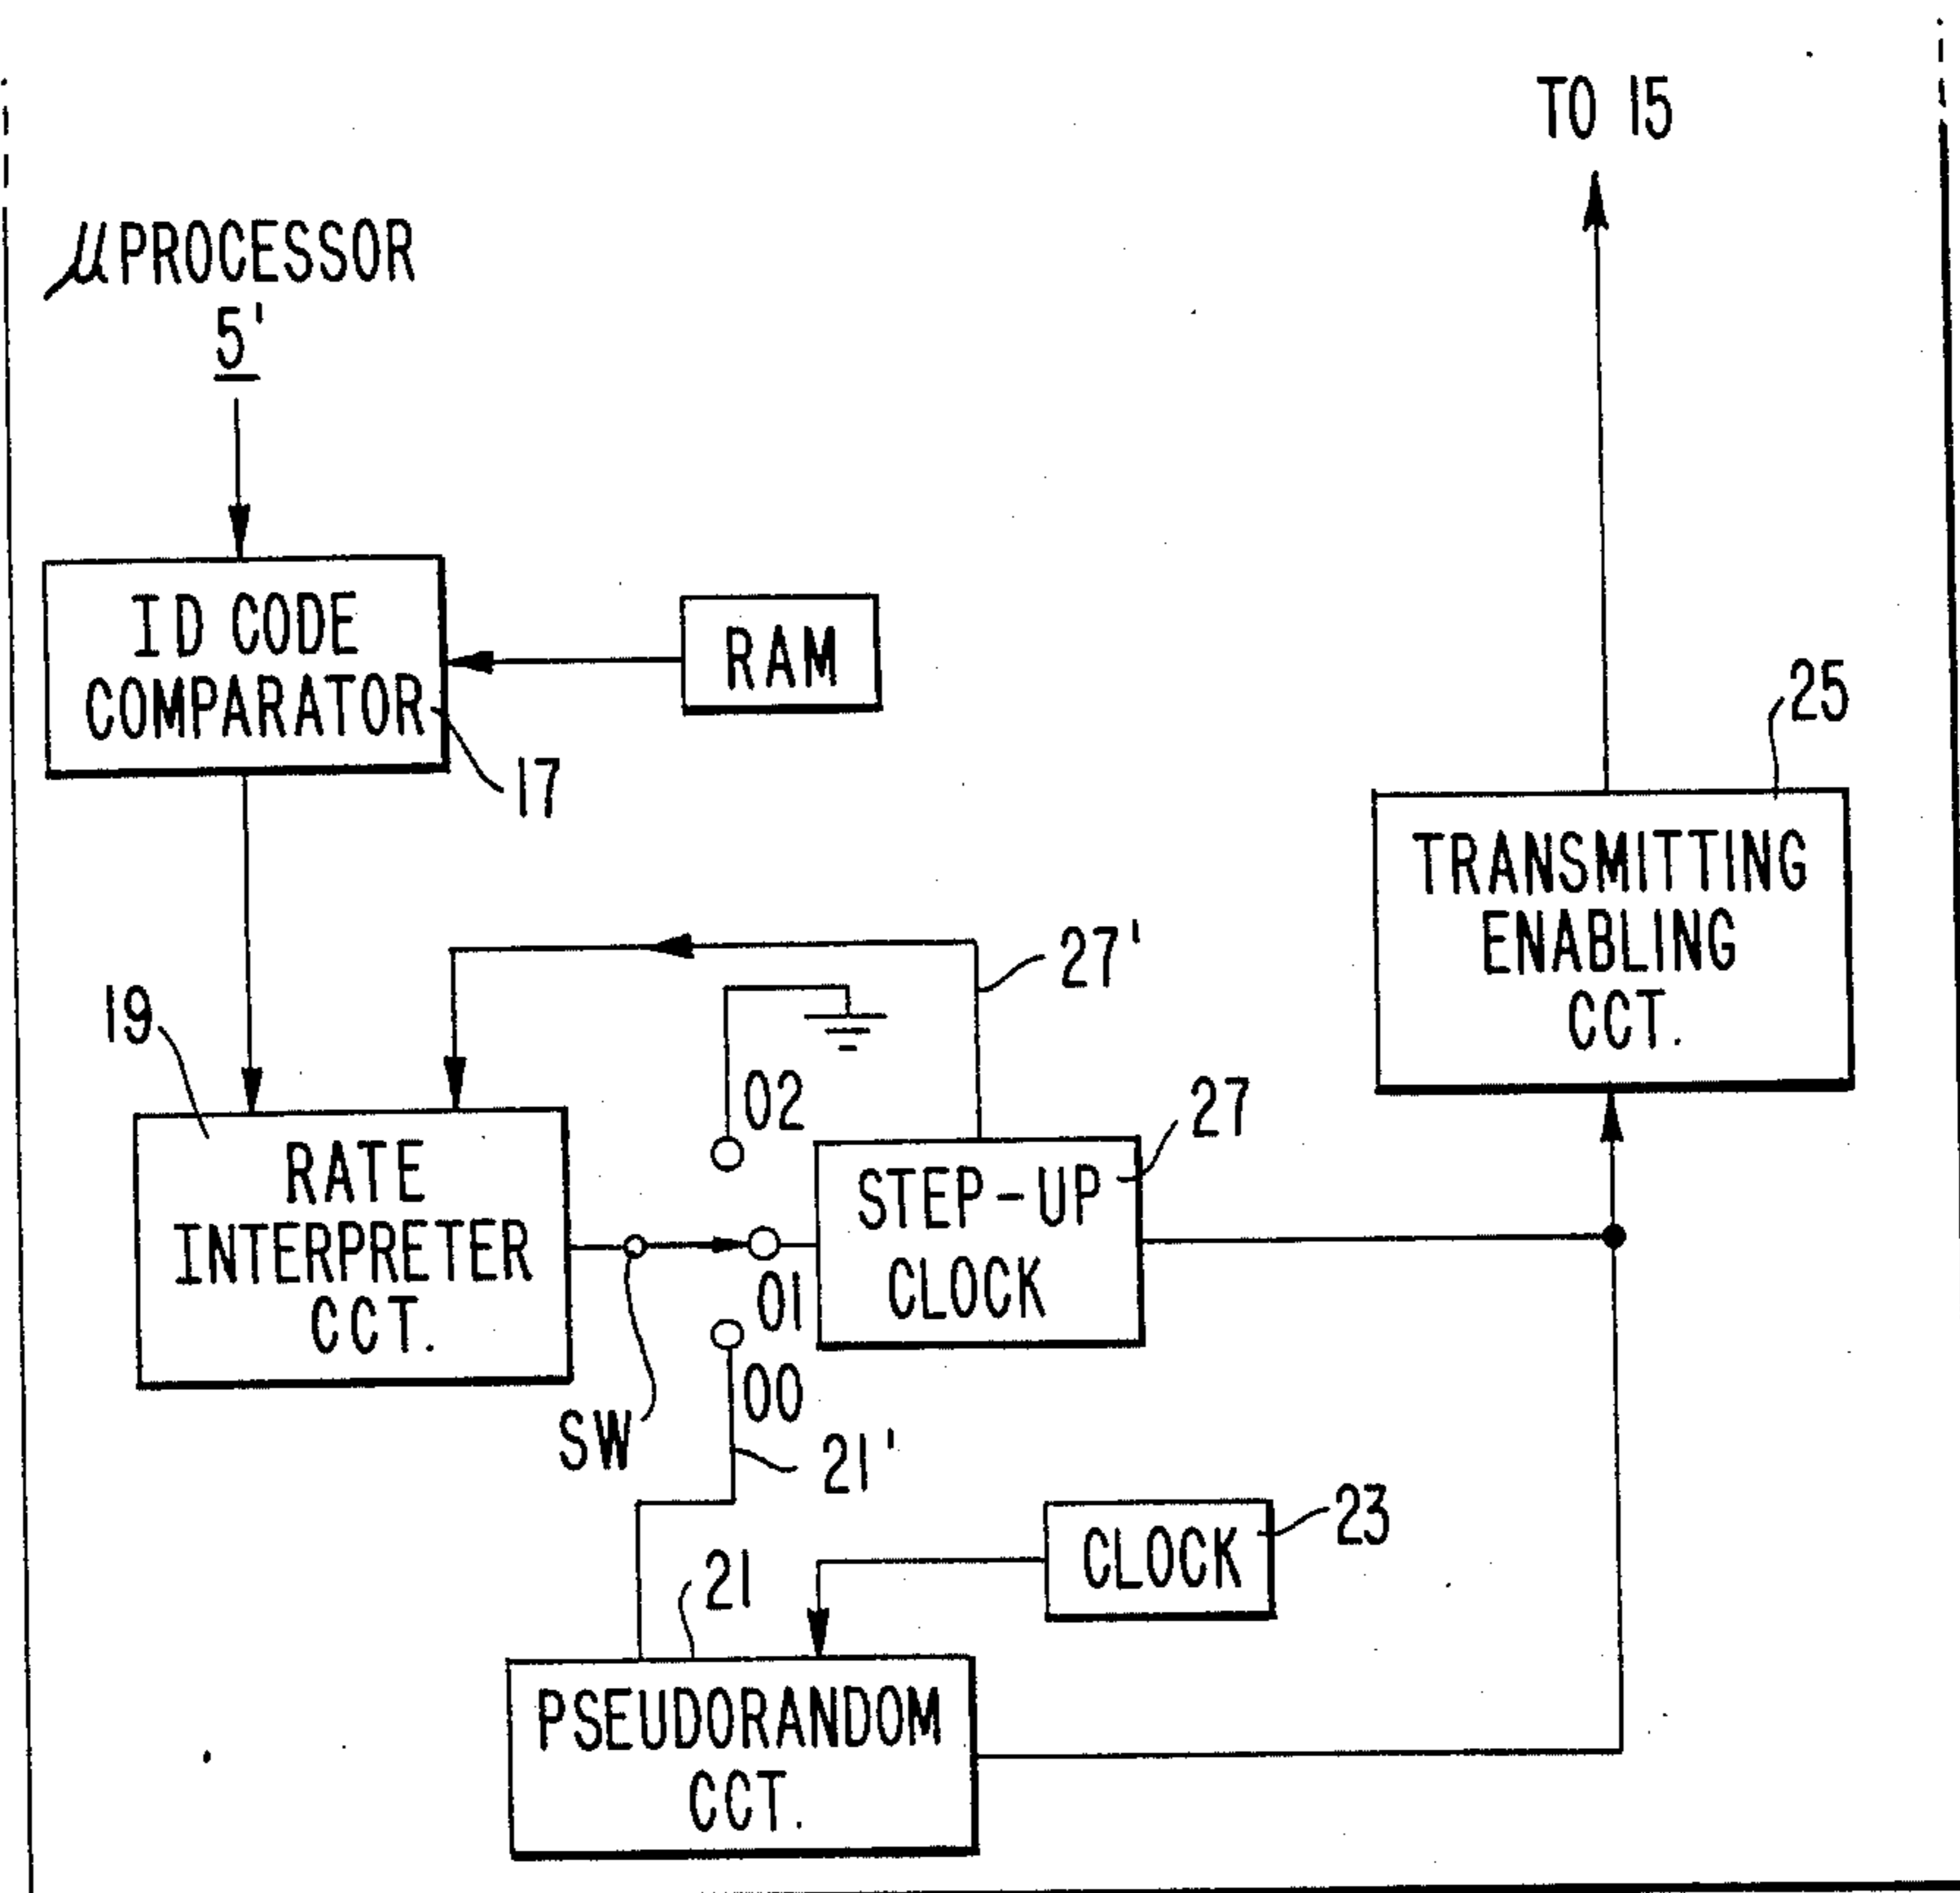 TO 15
µPROCESSOR
5'
ID CODE
COMPARATOR
RAM
17
25
TRANSMITTING
ENABLING
CCT.
27'
19
02
27
RATE
INTERPRETER
CCT.
STEP-UP
CLOCK
01
00
SW
21'
CLOCK
23
21
PSEUDORANDOM
CCT.